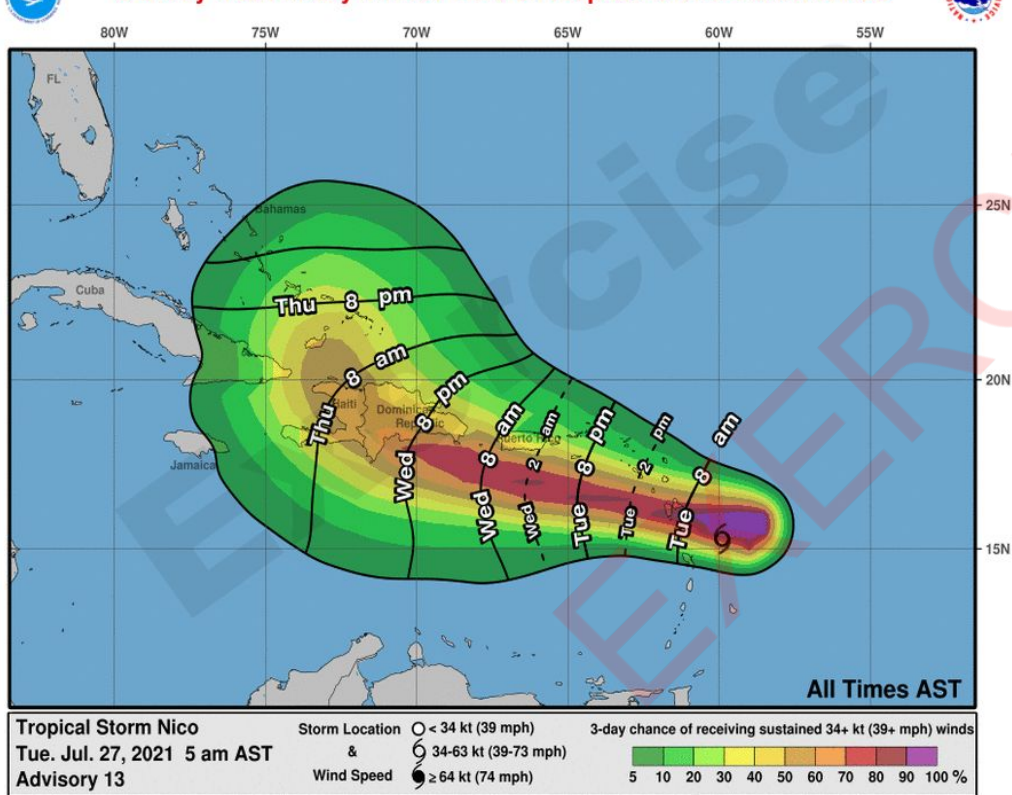 80W 75W 70W 65W 60W 55W
FL
Bahamas
25N
Cuba
Thu 8 pm
8 am
Thu
20N
8 pm
Wed
Haiti
Dominican
Republic
8 am
Wed
2 am
Wed
Puerto Rico
8 pm
Tue
2 pm
Tue
8 am
Tue
Jamaica
15N
Exercise
EXERC
All Times AST
Tropical Storm Nico
Tue. Jul. 27, 2021 5 am AST
Advisory 13
Storm Location
&
Wind Speed
< 34 kt (39 mph)
34-63 kt (39-73 mph)
≥ 64 kt (74 mph)
3-day chance of receiving sustained 34+ kt (39+ mph) winds
5 10 20 30 40 50 60 70 80 90 100 %